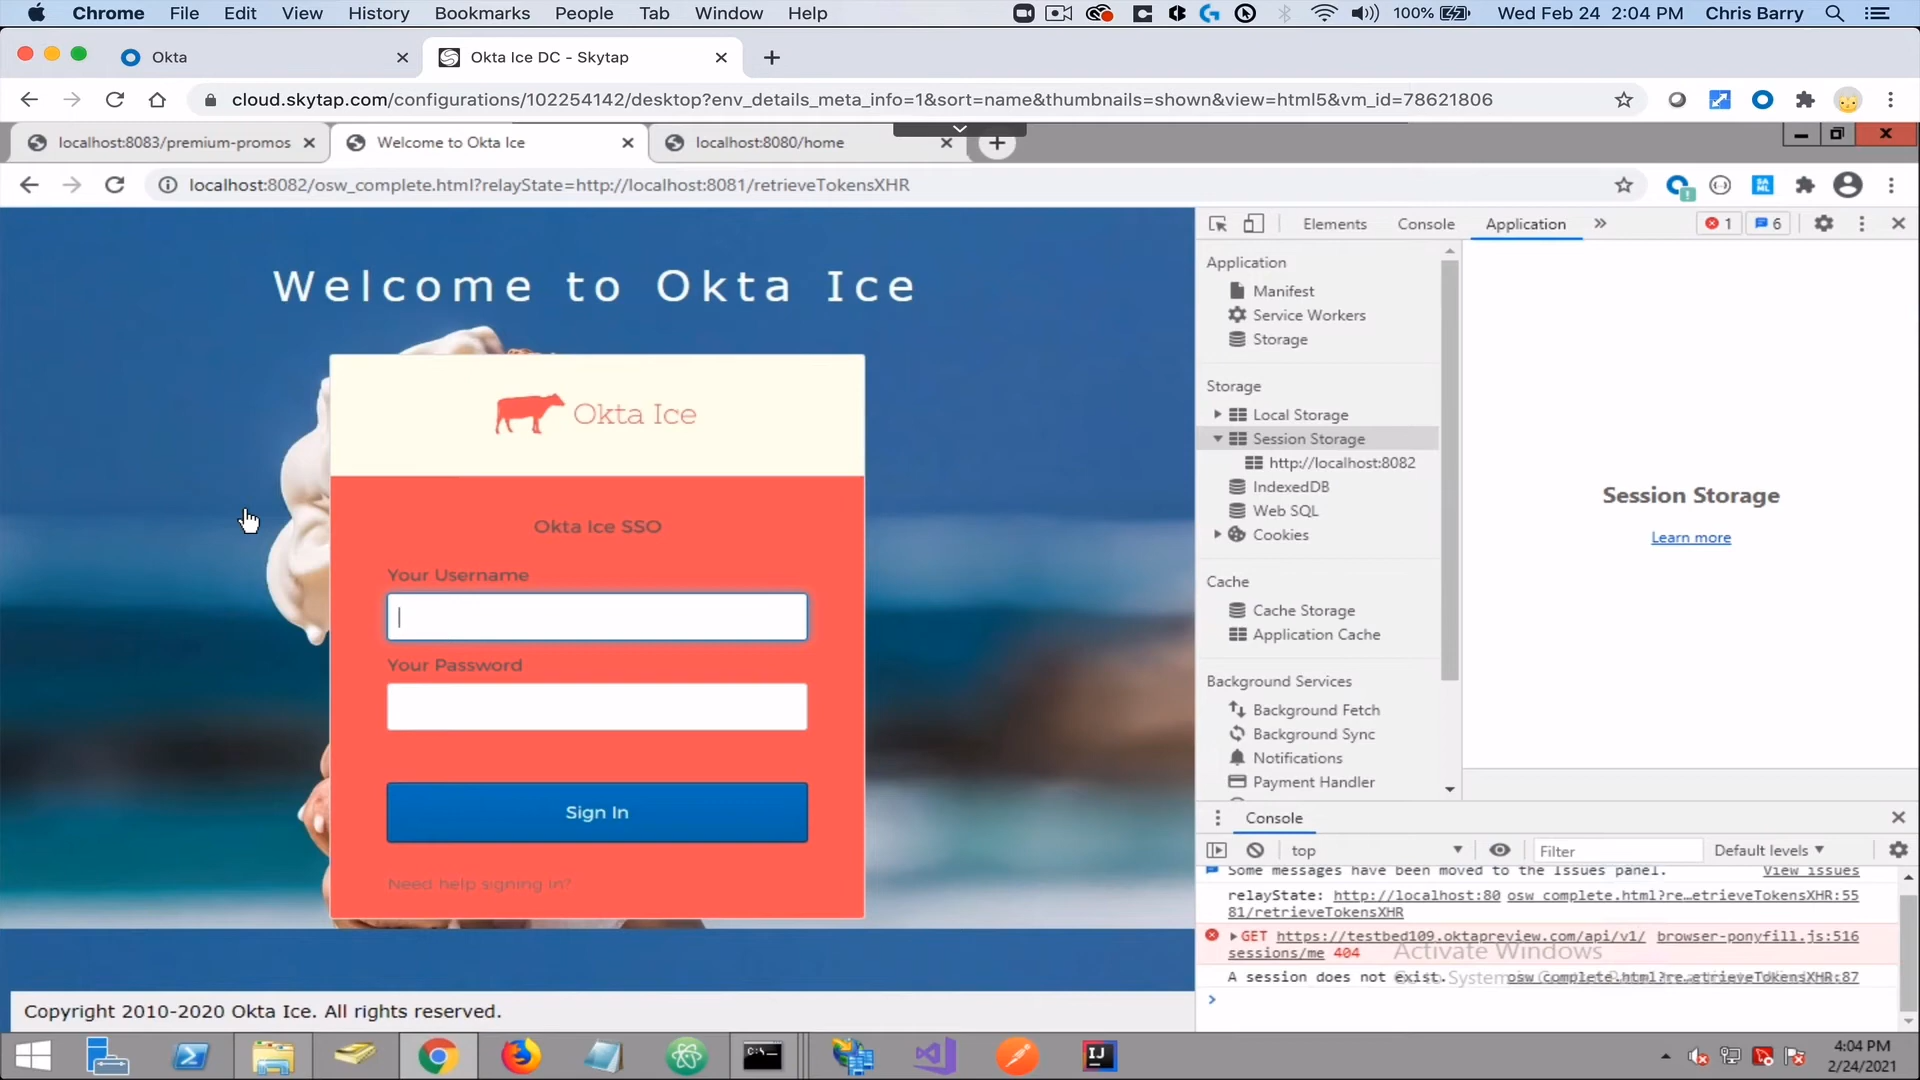 Chrome File Edit View History Bookmarks People Tab Window Help 100% Wed Feb 24 2:04 PM Chris Barry
Okta
Okta Ice DC - Skytap
cloud.skytap.com/configurations/102254142/desktop?env_details_meta_info=1&sort=name&thumbnails=shown&view=html5&vm_id=78621806
localhost:8083/premium-promos
Welcome to Okta Ice
localhost:8080/home
localhost:8082/osw_complete.html?relayState=http://localhost:8081/retrieveTokensXHR
Welcome to Okta Ice
Okta Ice
Okta Ice SSO
Your Username
Your Password
Sign In
Need help signing in?
Copyright 2010-2020 Okta Ice. All rights reserved.
Elements Console Application » 1 6
Application
Manifest
Service Workers
Storage
Storage
Local Storage
Session Storage
http://localhost:8082
IndexedDB
Web SQL
Cookies
Cache
Cache Storage
Application Cache
Background Services
Background Fetch
Background Sync
Notifications
Payment Handler
Session Storage
Learn more
Console
top Filter Default levels
Some messages have been moved to the Issues panel. View issues
relayState: http://localhost:80 osw_complete.html?re…etrieveTokensXHR:55
81/retrieveTokensXHR
GET https://testbed109.oktapreview.com/api/v1/ browser-ponyfill.js:516
sessions/me 404
Activate Windows
A session does not exist. osw_complete.html?re…etrieveTokensXHR:87
4:04 PM
2/24/2021